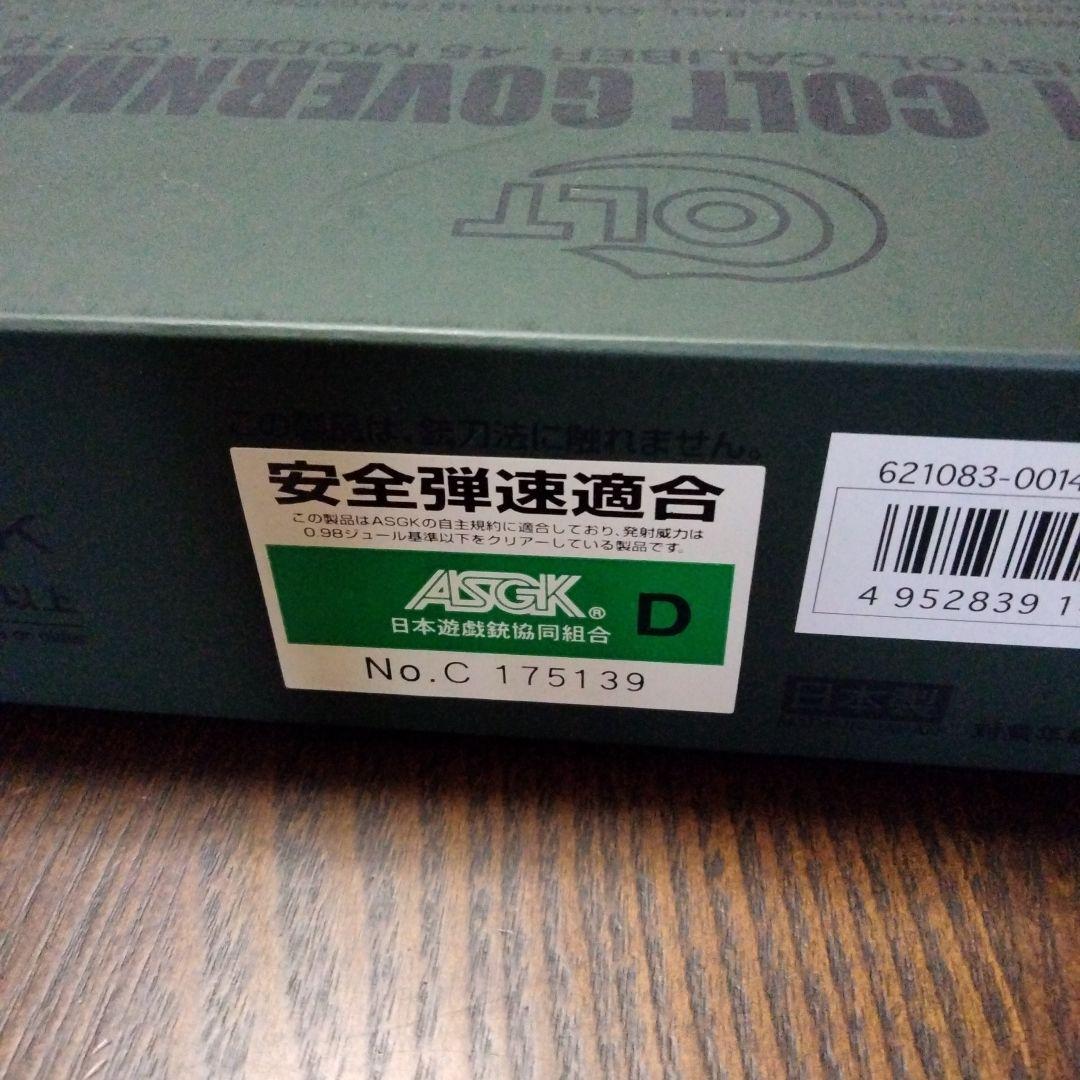 COLT GOVERNM
PISTOL, CALIBER .45 MODEL OF 19
COLT
この製品は、銃刀法に触れません。
安全弾速適合
この製品はASGKの自主規約に適合しており、発射威力は
0.98ジュール基準以下をクリアーしている製品です。
ASGK®
D
日本遊戯銃協同組合
No.C 175139
621083-0014
4 952839 1
以上
日本製